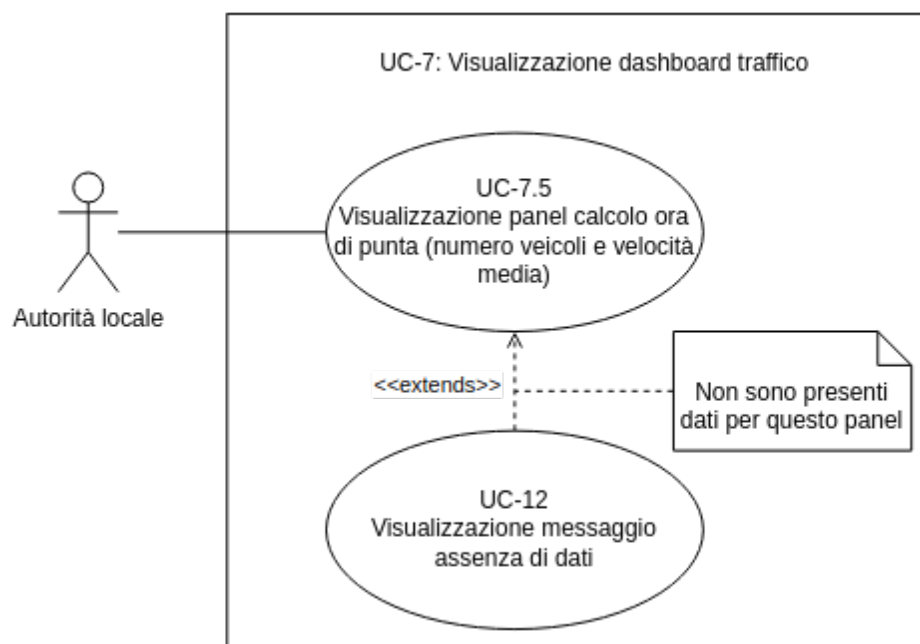 UC-7: Visualizzazione dashboard traffico
UC-7.5
Visualizzazione panel calcolo ora
di punta (numero veicoli e velocità
media)
Autorità locale
<<extends>>
Non sono presenti
dati per questo panel
UC-12
Visualizzazione messaggio
assenza di dati